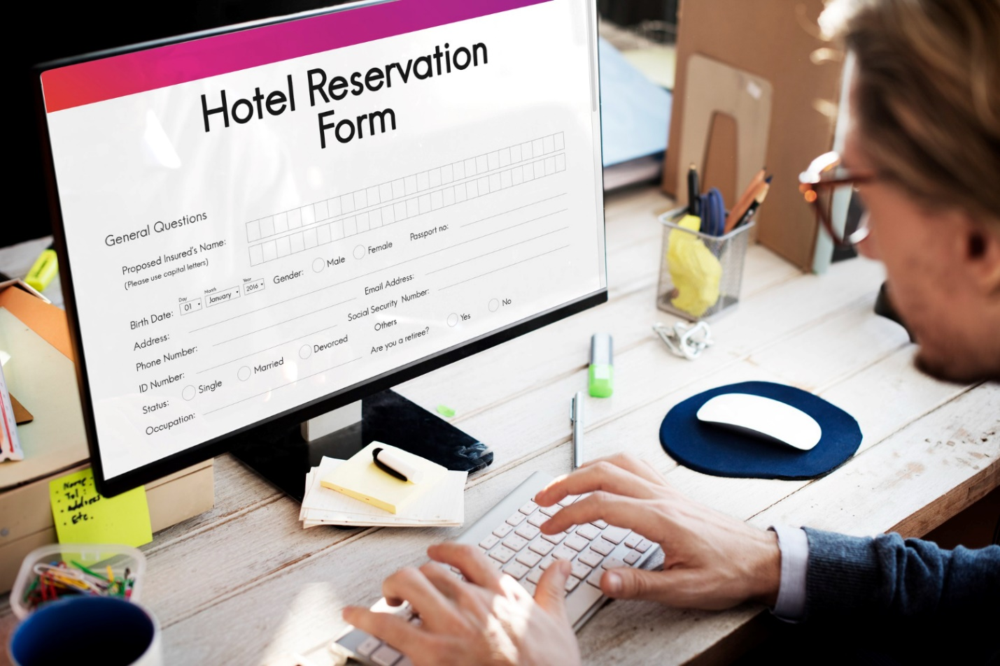 Hotel Reservation
Form
General Questions
Proposed Insured's Name:
(Please use capital letters)
Day Month Year
Birth Date: 01 January 2016 Gender: Male Female Passport no:
Address:
Phone Number: Email Address:
ID Number: Social Security Number:
Status: Single Married Devorced Others
Occupation: Are you a retiree? Yes No
Name
Tel :
address
Etc.